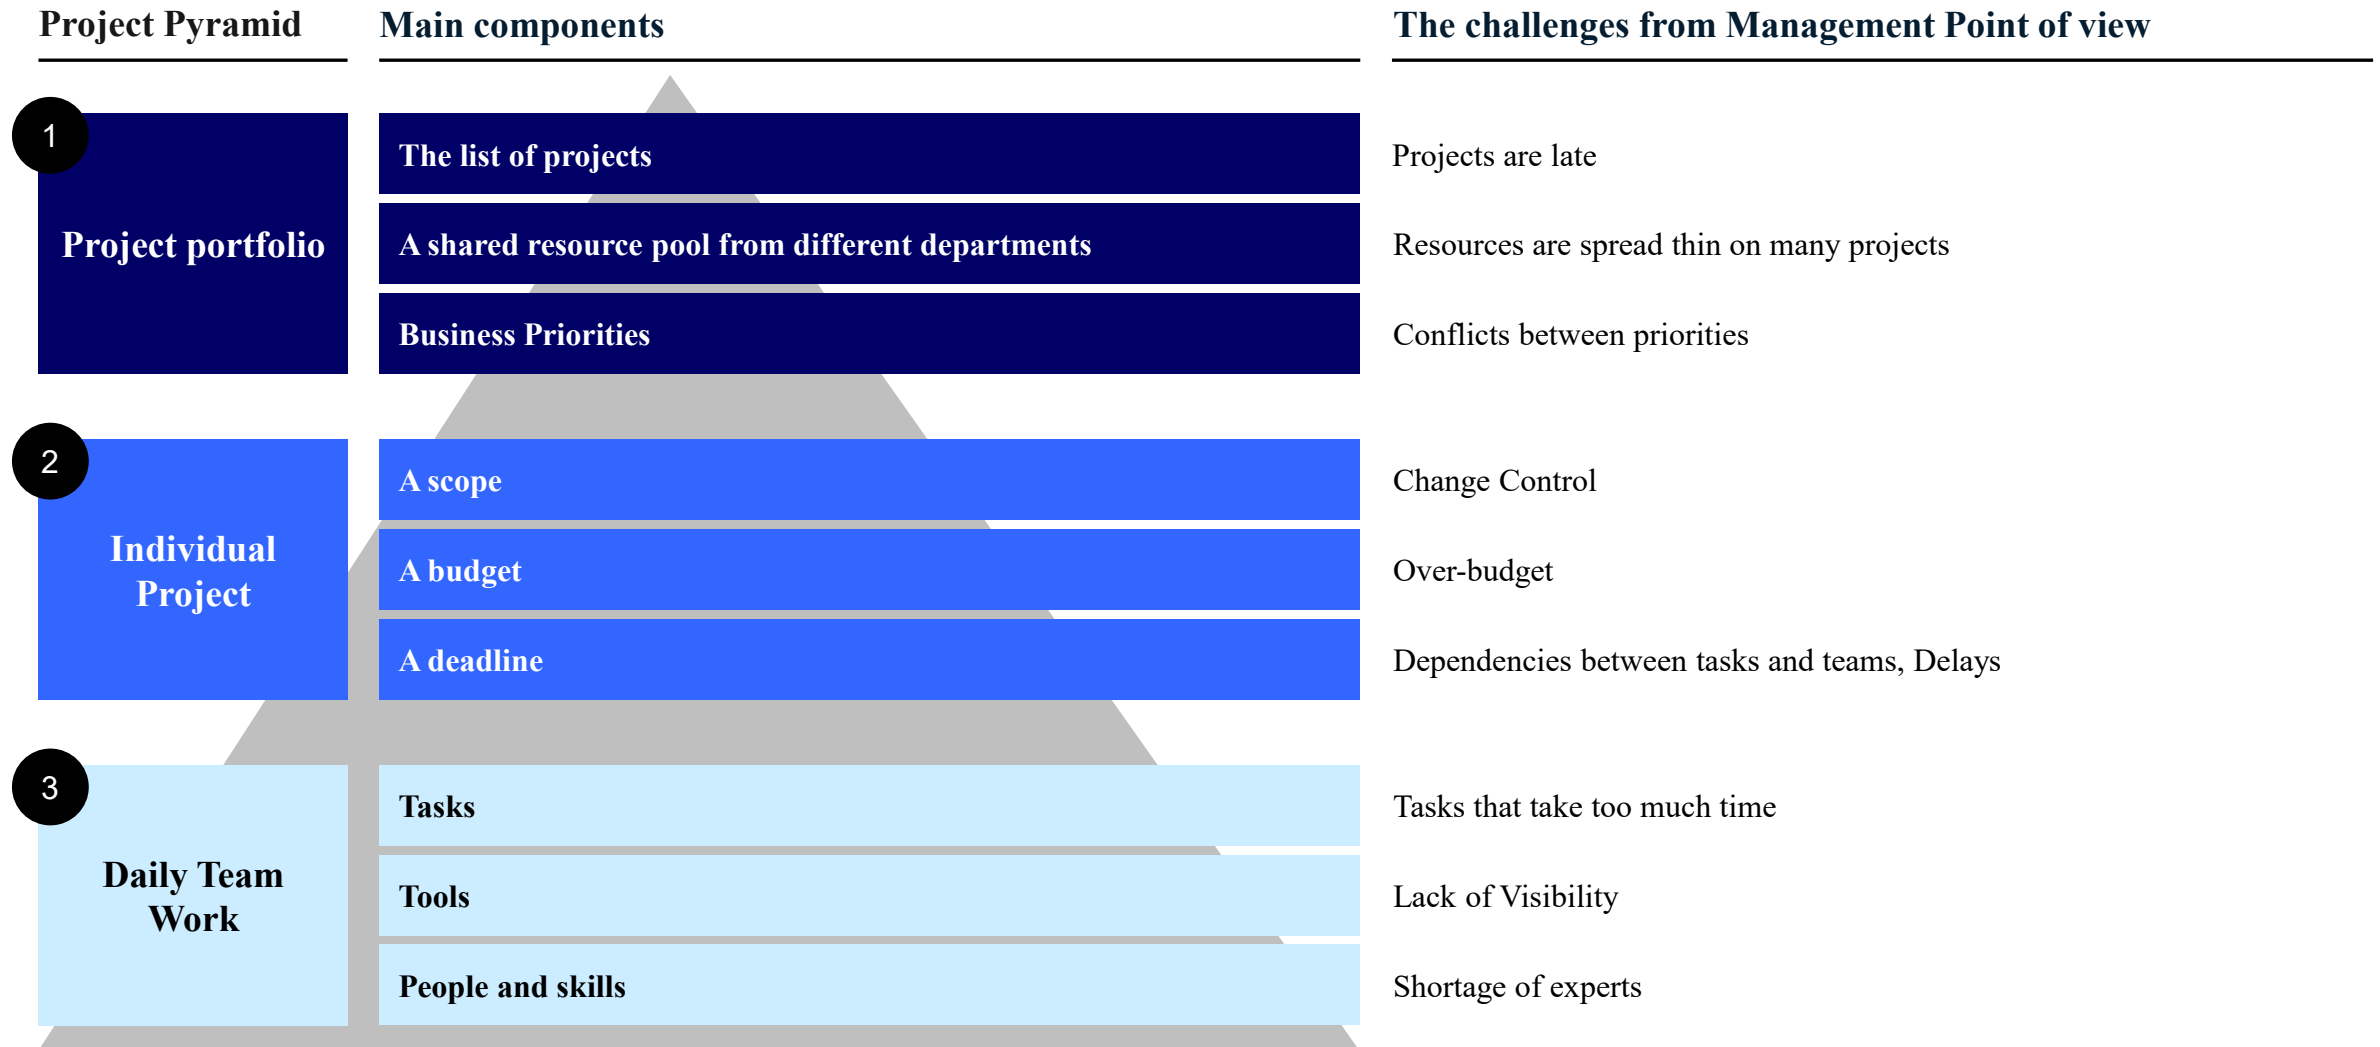 Project Pyramid
Main components
The challenges from Management Point of view
1
Project portfolio
The list of projects
Projects are late
A shared resource pool from different departments
Resources are spread thin on many projects
Business Priorities
Conflicts between priorities
2
Individual
Project
A scope
Change Control
A budget
Over-budget
A deadline
Dependencies between tasks and teams, Delays
3
Daily Team
Work
Tasks
Tasks that take too much time
Tools
Lack of Visibility
People and skills
Shortage of experts